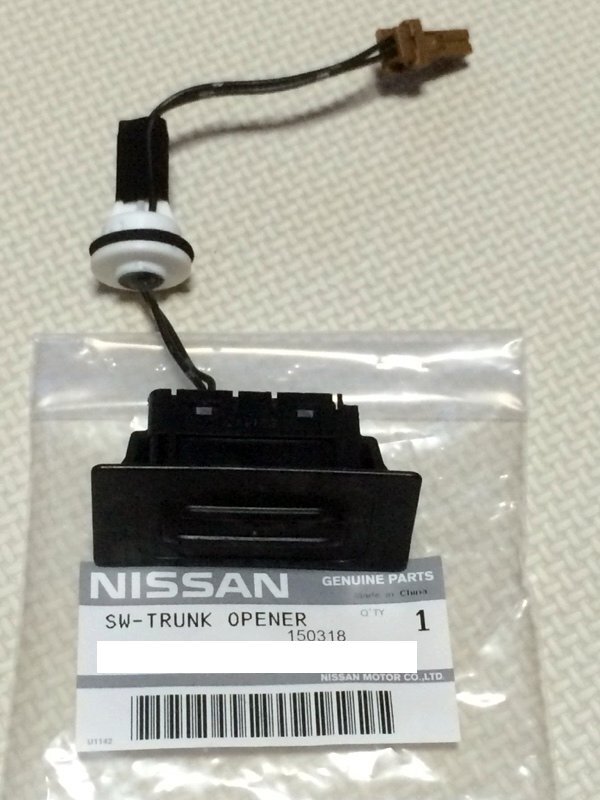 NISSAN GENUINE PARTS
Made in China
SW-TRUNK OPENER Q'TY 1
150318
NISSAN MOTOR CO.,LTD.
U1142